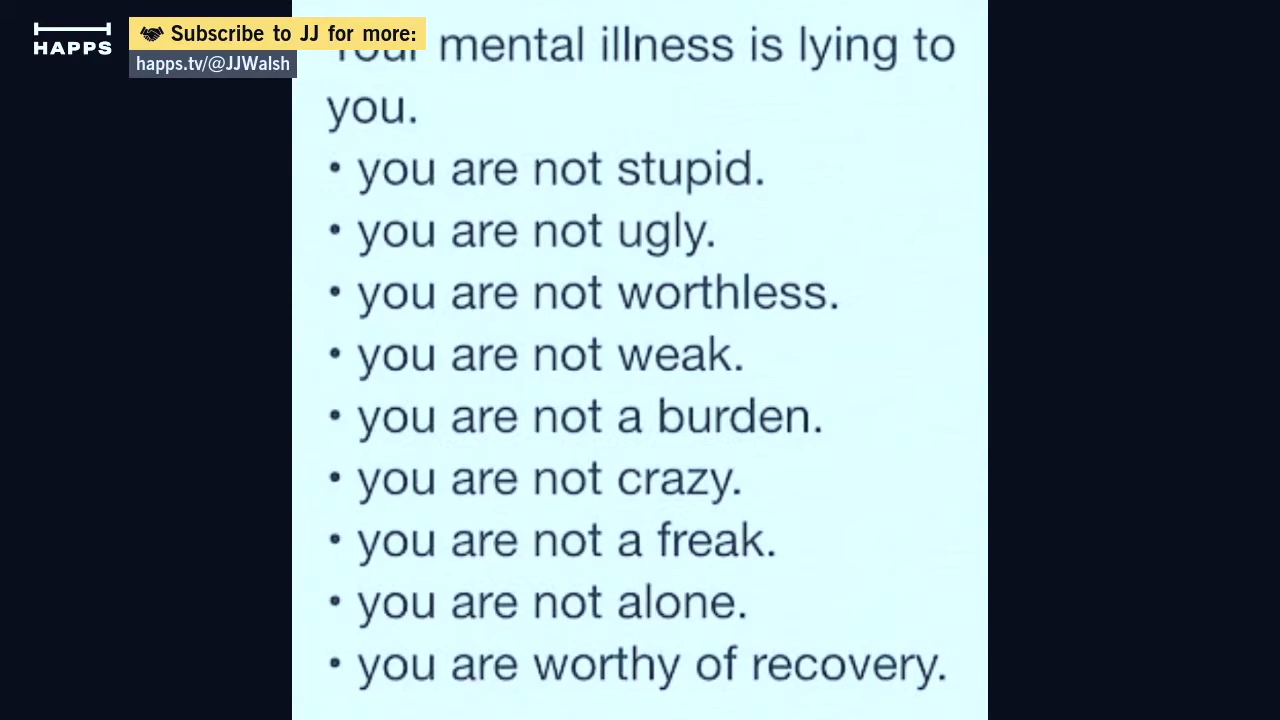 HAPPS
Subscribe to JJ for more:
happs.tv/@JJWalsh
mental illness is lying to
you.
• you are not stupid.
• you are not ugly.
• you are not worthless.
• you are not weak.
• you are not a burden.
• you are not crazy.
• you are not a freak.
• you are not alone.
• you are worthy of recovery.